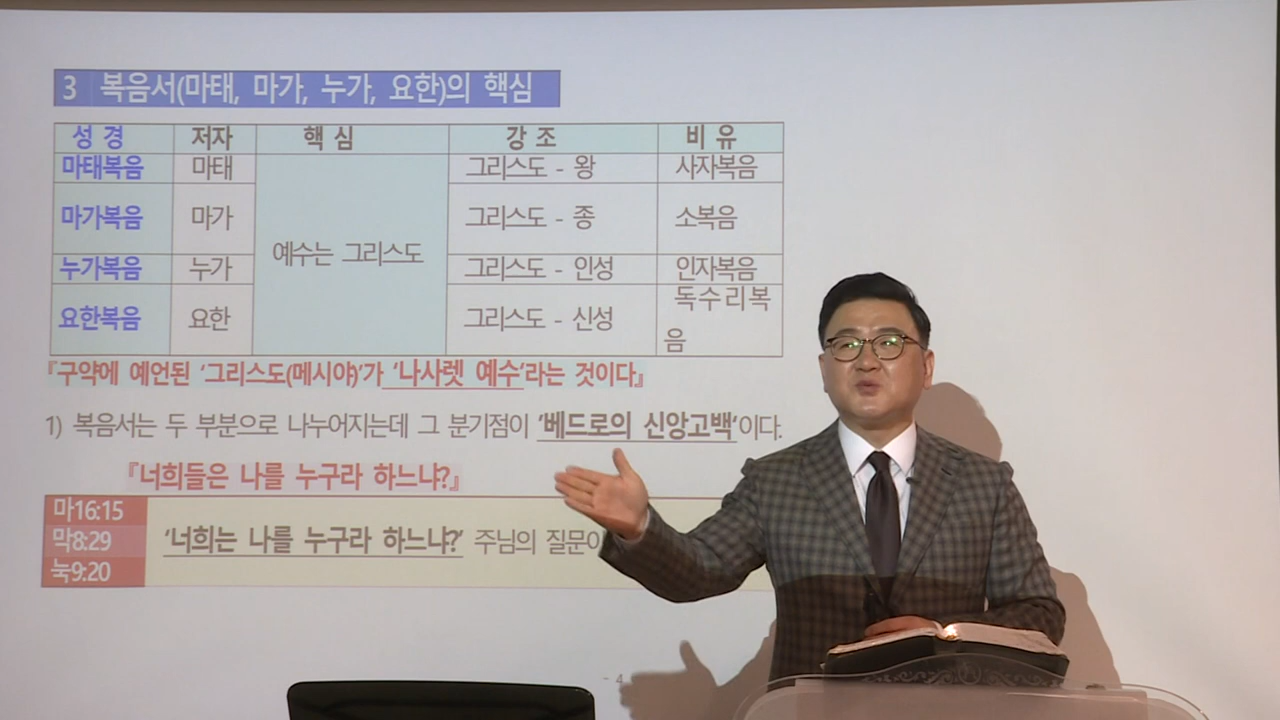 3 복음서(마태, 마가, 누가, 요한)의 핵심
성 경 저자 핵 심 강 조 비 유
마태복음 마태 그리스도 - 왕 사자복음
마가복음 마가 그리스도 - 종 소복음
예수는 그리스도
누가복음 누가 그리스도 - 인성 인자복음
요한복음 요한 그리스도 - 신성 독수리복
음
『구약에 예언된 '그리스도(메시야)'가 '나사렛 예수'라는 것이다』
1) 복음서는 두 부분으로 나누어지는데 그 분기점이 '베드로의 신앙고백'이다.
『너희들은 나를 누구라 하느냐?』
마16:15
막8:29 '너희는 나를 누구라 하느냐?' 주님의 질문이
눅9:20
- 4